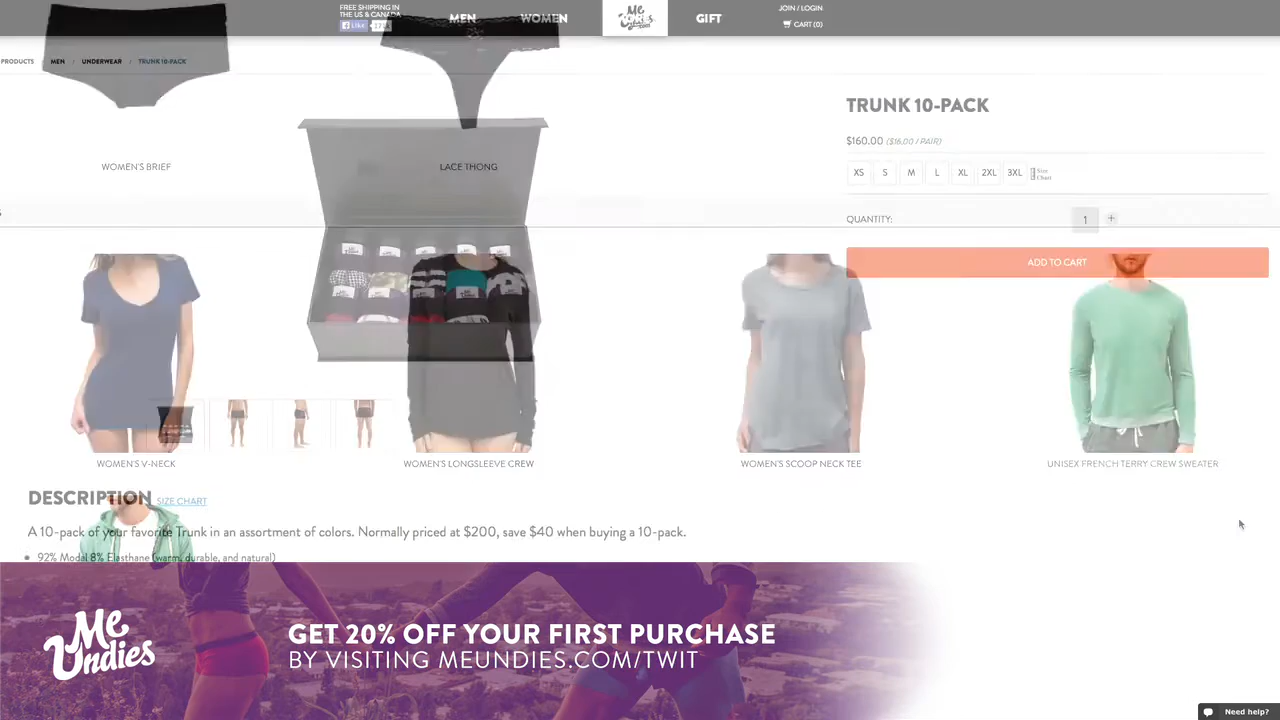 FREE SHIPPING IN
THE US & CANADA
Like
MEN
WOMEN
GIFT
JOIN / LOGIN
CART (0)
PRODUCTS / MEN / UNDERWEAR / TRUNK 10-PACK
TRUNK 10-PACK
$160.00 ($16.00 / PAIR)
WOMEN'S BRIEF
LACE THONG
XS S M L XL 2XL 3XL Size
Chart
QUANTITY: 1 +
ADD TO CART
WOMEN'S V-NECK
WOMEN'S LONGSLEEVE CREW
WOMEN'S SCOOP NECK TEE
UNISEX FRENCH TERRY CREW SWEATER
DESCRIPTION SIZE CHART
A 10-pack of your favorite Trunk in an assortment of colors. Normally priced at $200, save $40 when buying a 10-pack.
92% Modal 8% Elasthane (warm, durable, and natural)
Me
Undies
GET 20% OFF YOUR FIRST PURCHASE
BY VISITING MEUNDIES.COM/TWIT
Need help?